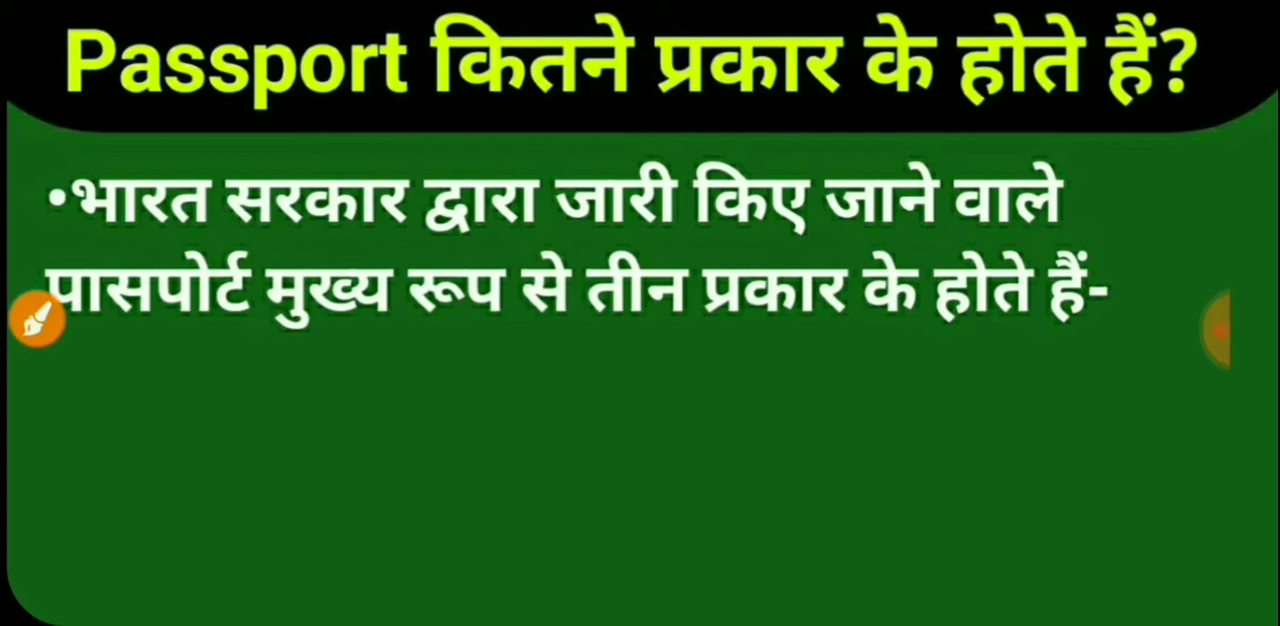 Passport कितने प्रकार के होते हैं?
•भारत सरकार द्वारा जारी किए जाने वाले
पासपोर्ट मुख्य रूप से तीन प्रकार के होते हैं-